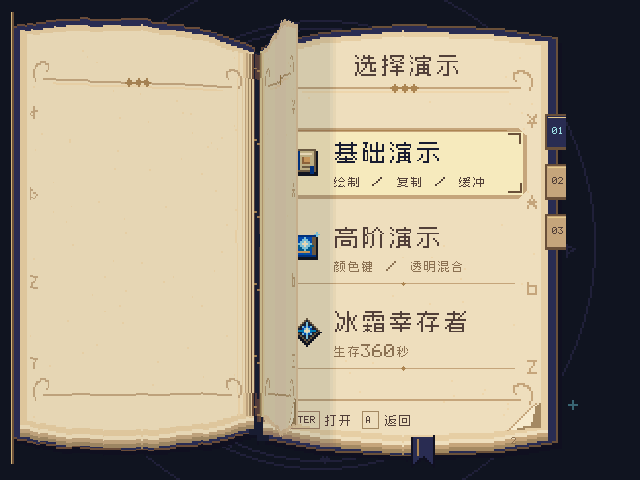 选择演示
基础演示
绘制 / 复制 / 缓冲
高阶演示
颜色键 / 透明混合
冰霜幸存者
生存360秒
TER 打开 A 返回
01
02
03